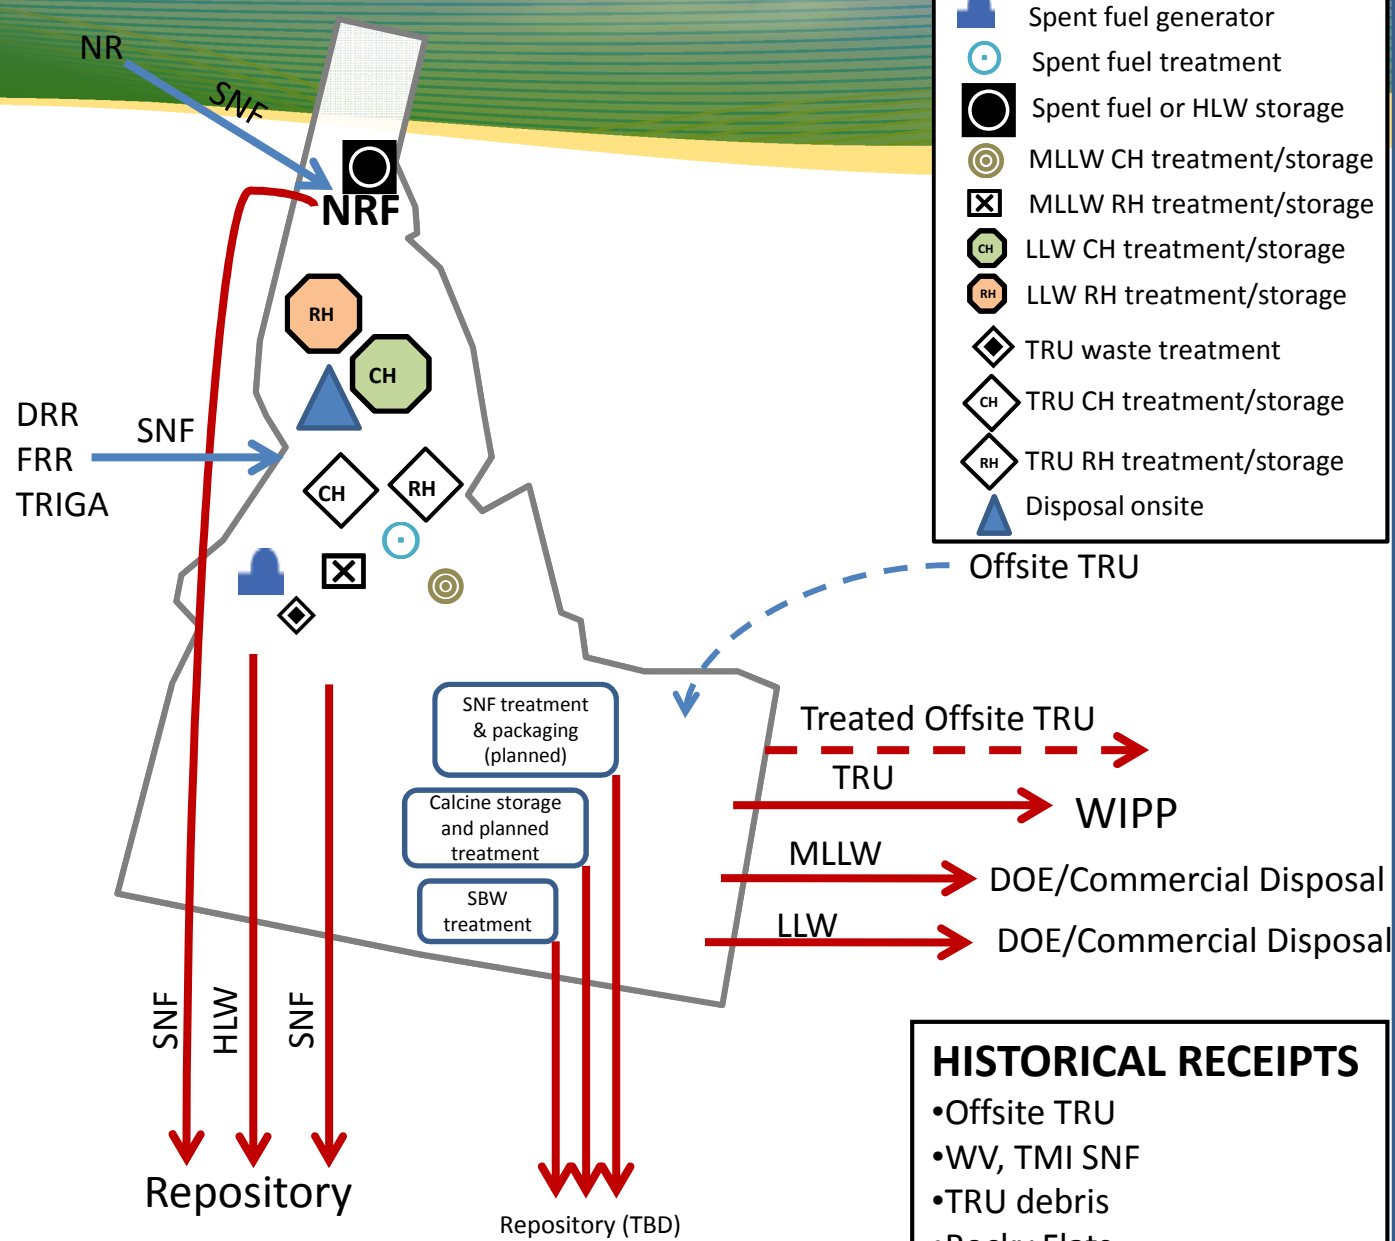 NR
SNF
NRF
RH
CH
DRR
FRR
TRIGA
SNF
CH
RH
Spent fuel generator
Spent fuel treatment
Spent fuel or HLW storage
MLLW CH treatment/storage
MLLW RH treatment/storage
CH LLW CH treatment/storage
RH LLW RH treatment/storage
TRU waste treatment
CH TRU CH treatment/storage
RH TRU RH treatment/storage
Disposal onsite
Offsite TRU
SNF treatment
& packaging
(planned)
Calcine storage
and planned
treatment
SBW
treatment
Treated Offsite TRU
TRU
WIPP
MLLW
DOE/Commercial Disposal
LLW
DOE/Commercial Disposal
SNF
HLW
SNF
Repository
Repository (TBD)
HISTORICAL RECEIPTS
•Offsite TRU
•WV, TMI SNF
•TRU debris
•Rocky Flats